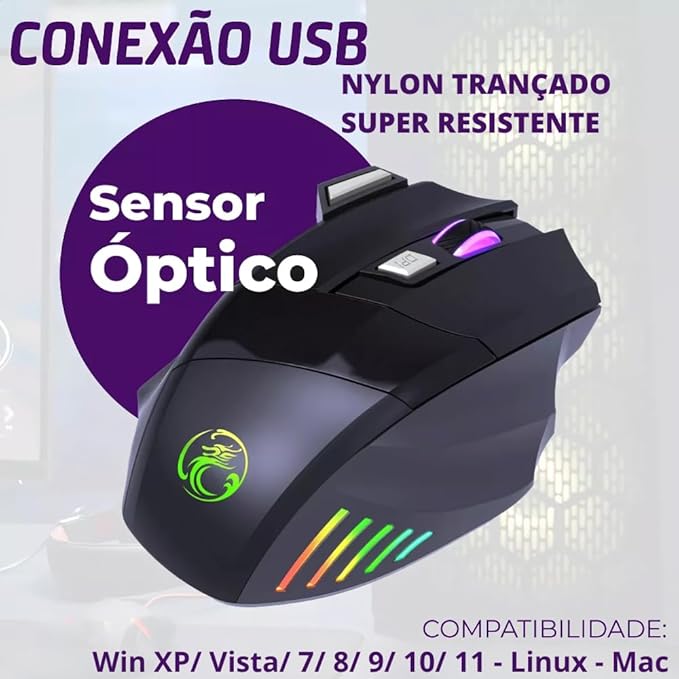 CONEXÃO USB
NYLON TRANÇADO
SUPER RESISTENTE
Sensor
Óptico
DPI
COMPATIBILIDADE:
Win XP/ Vista/ 7/ 8/ 9/ 10/ 11 - Linux - Mac